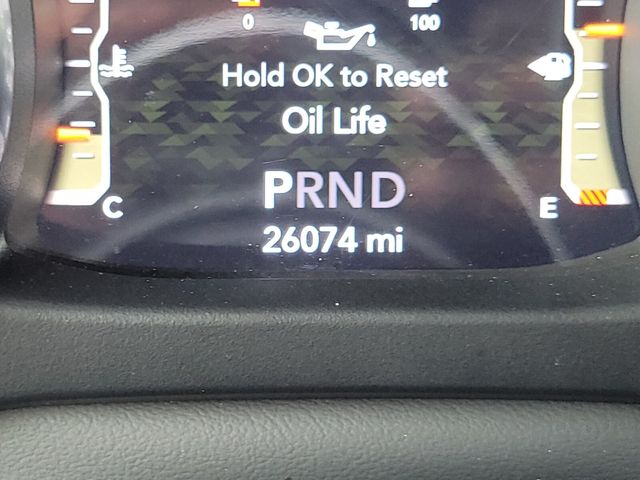 0 100
Hold OK to Reset
Oil Life
PRND
C E
26074 mi